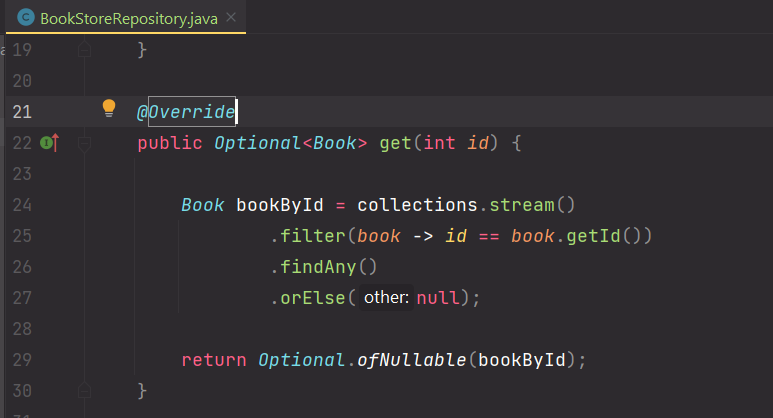 BookStoreRepository.java
19 }
20
21 @Override
22 public Optional<Book> get(int id) {
23
24 Book bookById = collections.stream()
25 .filter(book -> id == book.getId())
26 .findAny()
27 .orElse( other: null);
28
29 return Optional.ofNullable(bookById);
30 }